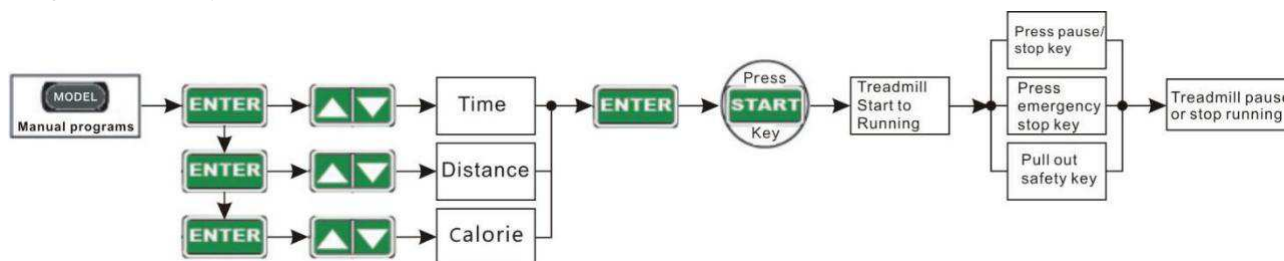 MODEL
Manual programs
ENTER
Time
ENTER
Press
START
Key
Treadmill
Start to
Running
Press pause/
stop key
Press
emergency
stop key
Pull out
safety key
Treadmill pause
or stop running
ENTER
Distance
ENTER
Calorie